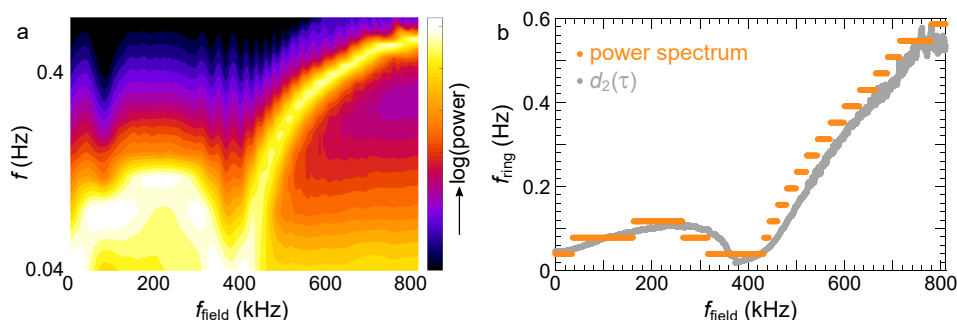 a
b
0.4
0.04
f (Hz)
0 200 400 600 800
f_field (kHz)
→log(power)
0.6
0.4
0.2
0
f_ring (Hz)
power spectrum
d₂(τ)
0 200 400 600 800
f_field (kHz)